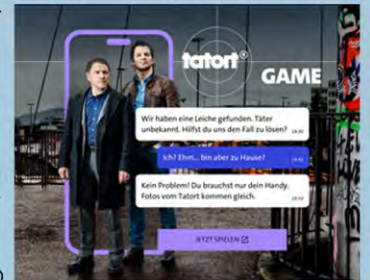 tatort
GAME
Wir haben eine Leiche gefunden. Täter
unbekannt. Hilfst du uns den Fall zu lösen?
Ich? Ehm... bin aber zu Hause?
Kein Problem! Du brauchst nur dein Handy.
Fotos vom Tatort kommen gleich.
JETZT SPIELEN